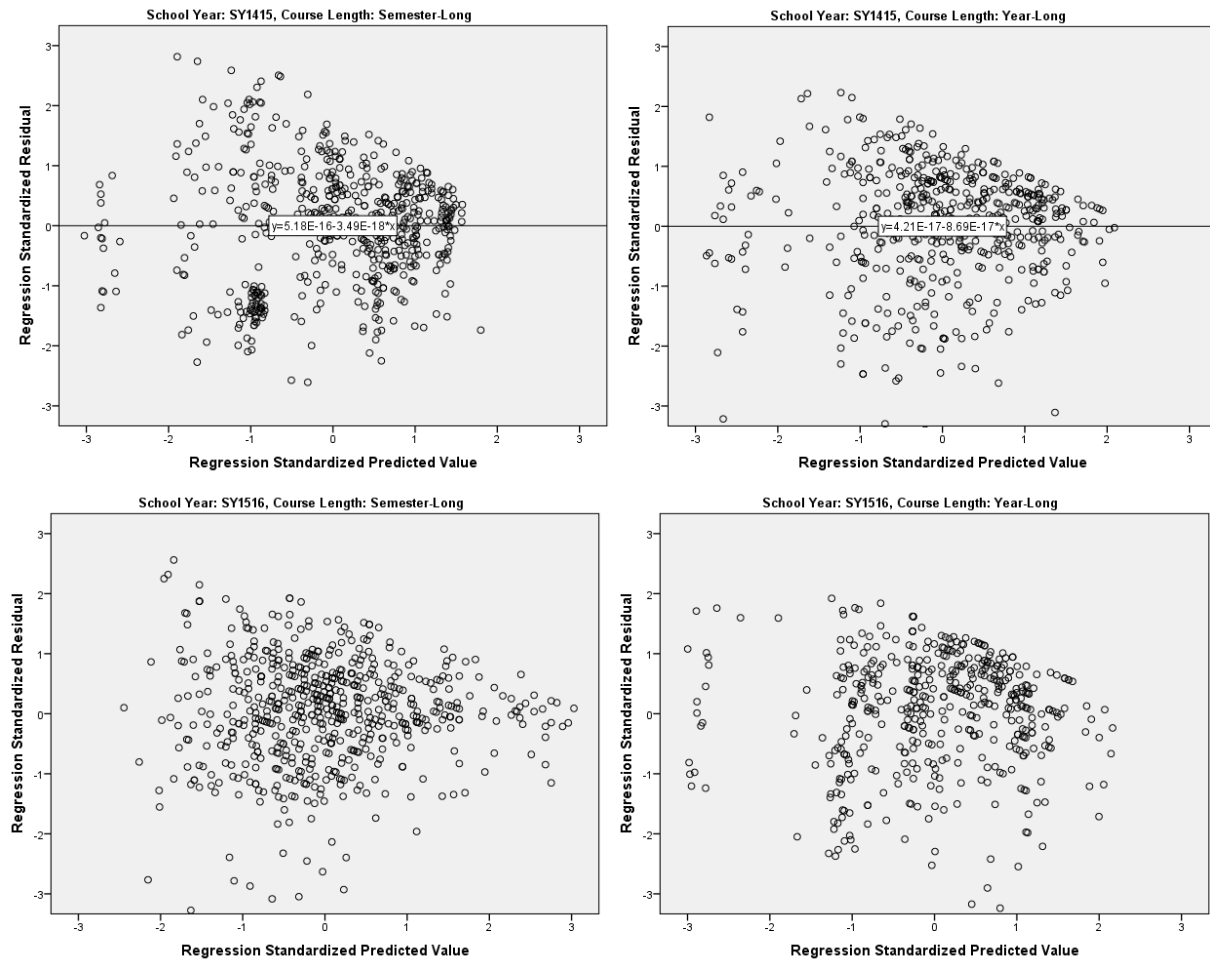 School Year: SY1415, Course Length: Semester-Long
3
2
1
0
-1
-2
-3
Regression Standardized Residual
y=5.18E-16-3.49E-18*x
-3 -2 -1 0 1 2 3
Regression Standardized Predicted Value
School Year: SY1415, Course Length: Year-Long
3
2
1
0
-1
-2
-3
Regression Standardized Residual
y=4.21E-17-8.69E-17*x
-3 -2 -1 0 1 2 3
Regression Standardized Predicted Value
School Year: SY1516, Course Length: Semester-Long
3
2
1
0
-1
-2
-3
Regression Standardized Residual
-3 -2 -1 0 1 2 3
Regression Standardized Predicted Value
School Year: SY1516, Course Length: Year-Long
3
2
1
0
-1
-2
-3
Regression Standardized Residual
-3 -2 -1 0 1 2 3
Regression Standardized Predicted Value